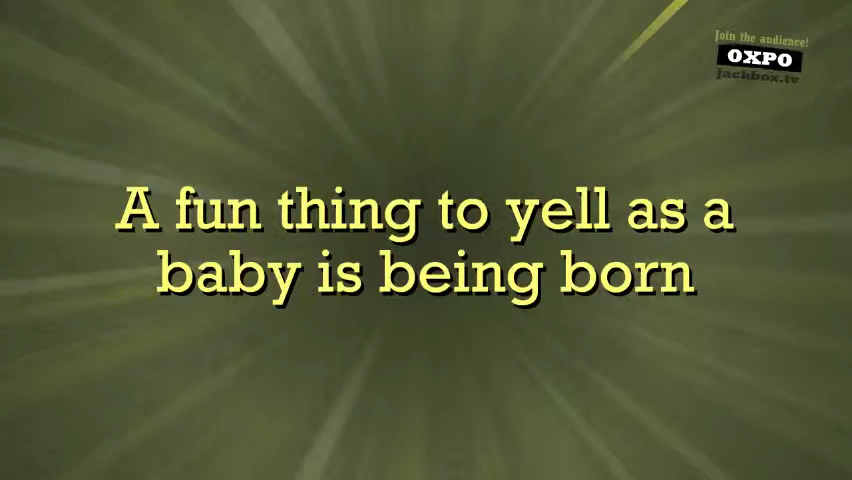 Join the audience!
OXPO
jackbox.tv
A fun thing to yell as a
baby is being born